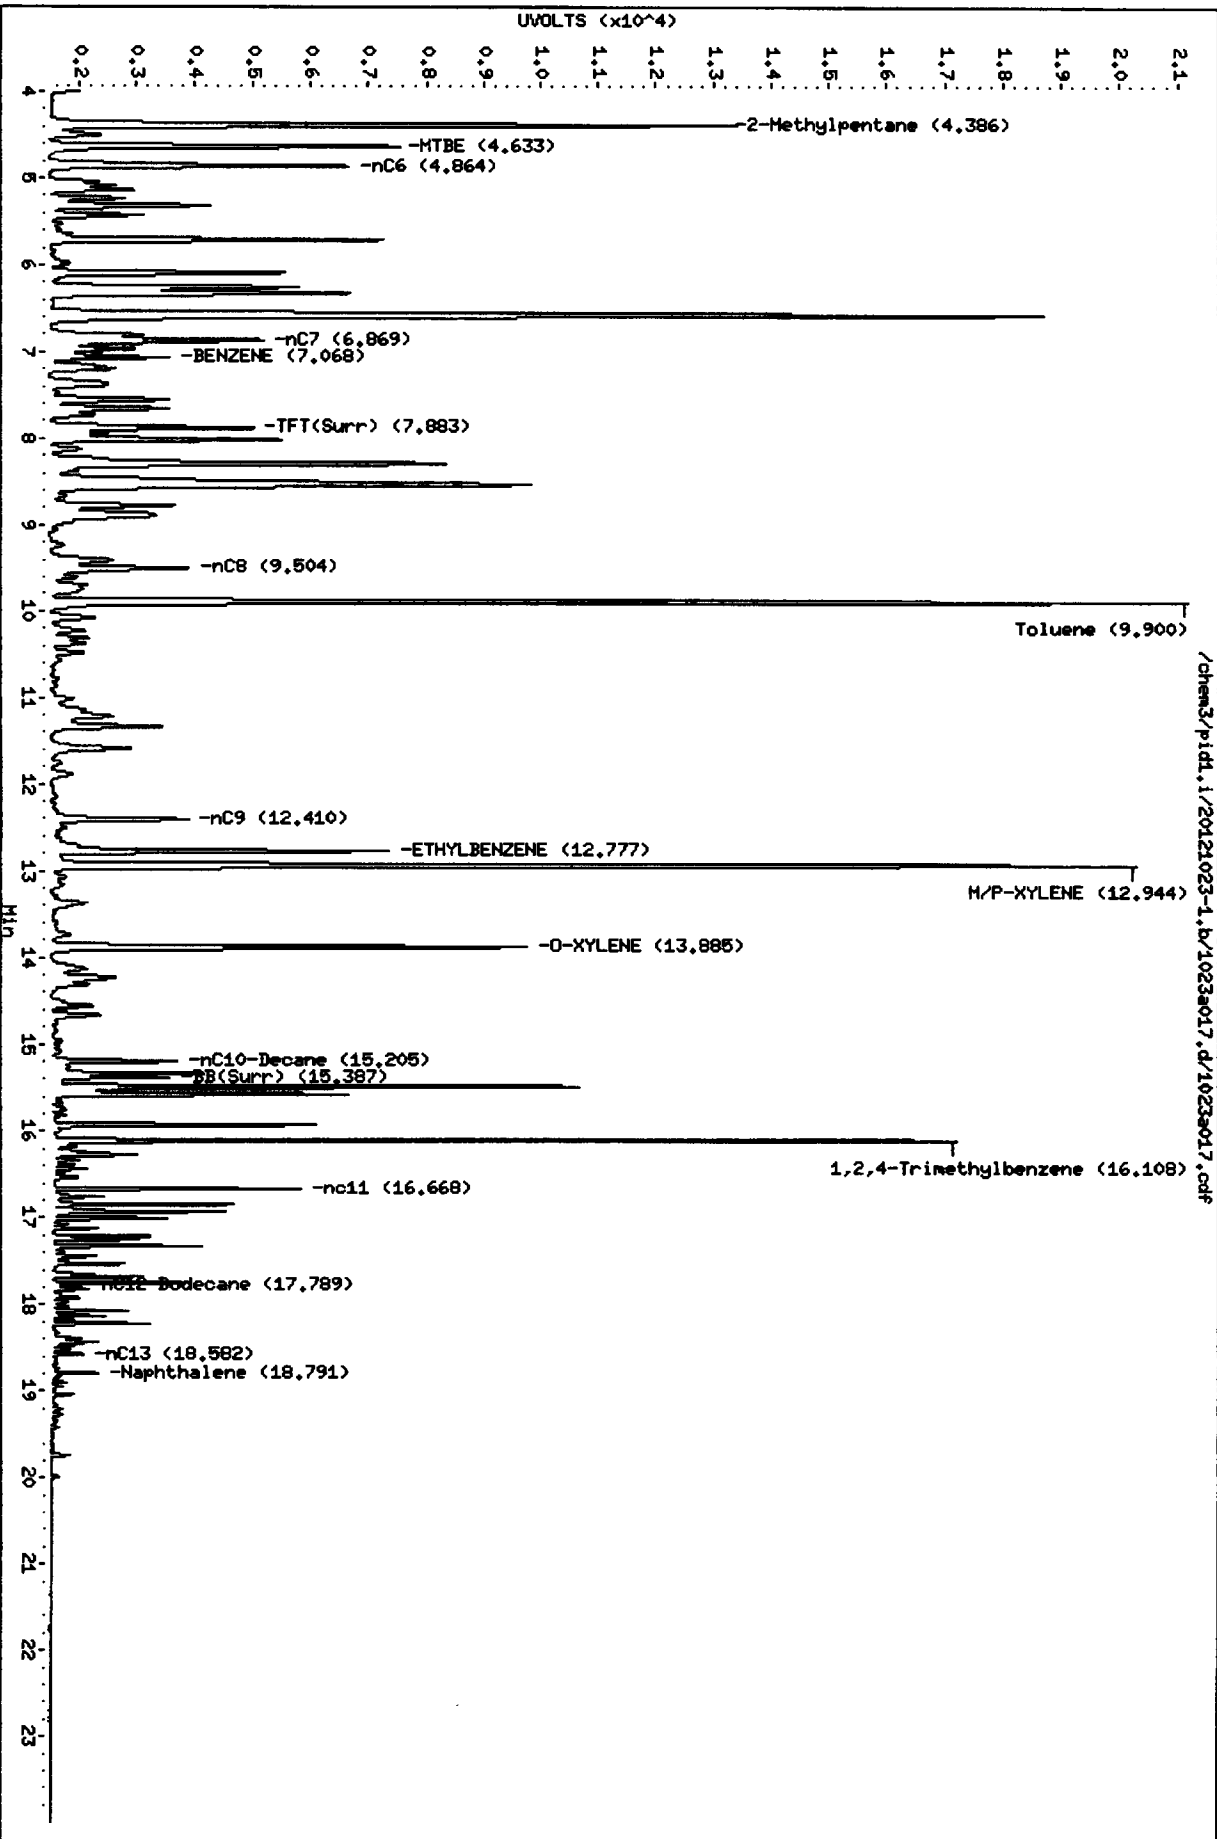 /chem3/pid1.i/20121023-1.b/1023a017.d/1023a017.cdf
UVOLTS (x10^4)
0.2
0.3
0.4
0.5
0.6
0.7
0.8
0.9
1.0
1.1
1.2
1.3
1.4
1.5
1.6
1.7
1.8
1.9
2.0
2.1
-2-Methylpentane (4.386)
-MTBE (4.633)
-nC6 (4.864)
-nC7 (6.869)
-BENZENE (7.068)
-TFT(Surr) (7.883)
-nC8 (9.504)
Toluene (9.900)
-nC9 (12.410)
-ETHYLBENZENE (12.777)
M/P-XYLENE (12.944)
-O-XYLENE (13.885)
-nC10-Decane (15.205)
-BB(Surr) (15.387)
1,2,4-Trimethylbenzene (16.108)
-nc11 (16.668)
-nC12-Dodecane (17.789)
-nC13 (18.582)
-Naphthalene (18.791)
4
5
6
7
8
9
10
11
12
13
14
15
16
17
18
19
20
21
22
23
Min